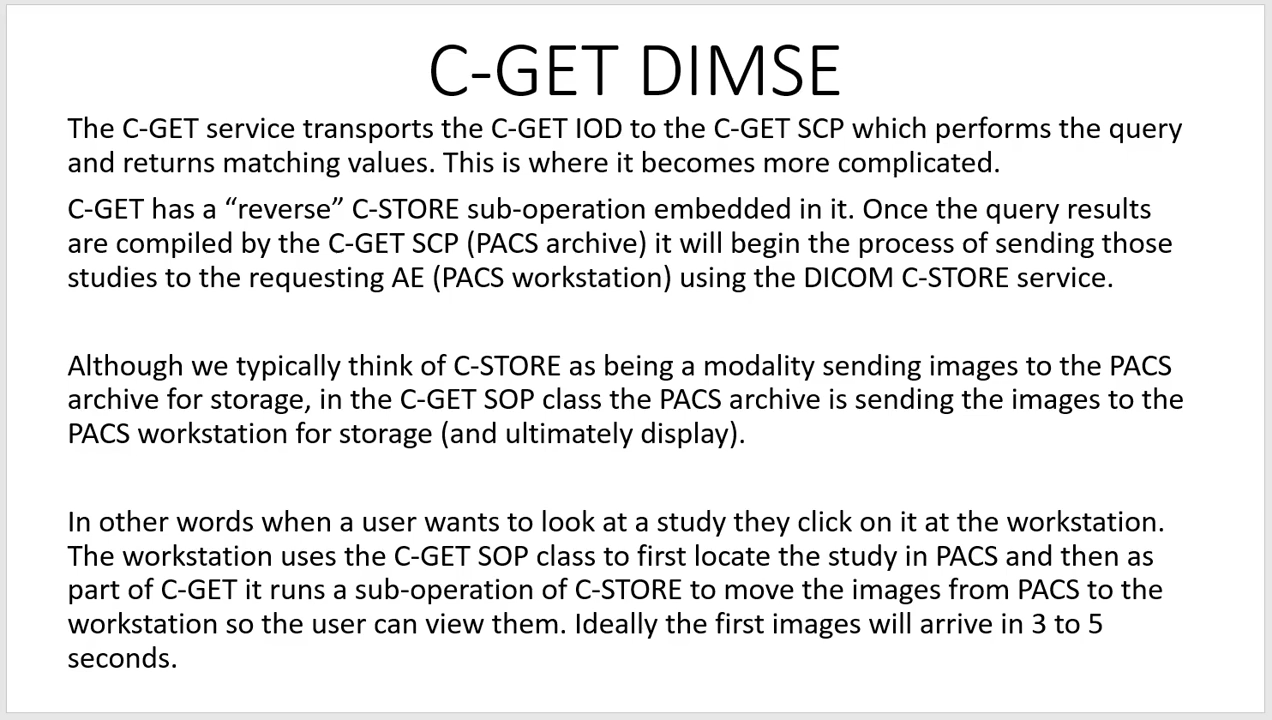 C-GET DIMSE
The C-GET service transports the C-GET IOD to the C-GET SCP which performs the query
and returns matching values. This is where it becomes more complicated.
C-GET has a “reverse” C-STORE sub-operation embedded in it. Once the query results
are compiled by the C-GET SCP (PACS archive) it will begin the process of sending those
studies to the requesting AE (PACS workstation) using the DICOM C-STORE service.
Although we typically think of C-STORE as being a modality sending images to the PACS
archive for storage, in the C-GET SOP class the PACS archive is sending the images to the
PACS workstation for storage (and ultimately display).
In other words when a user wants to look at a study they click on it at the workstation.
The workstation uses the C-GET SOP class to first locate the study in PACS and then as
part of C-GET it runs a sub-operation of C-STORE to move the images from PACS to the
workstation so the user can view them. Ideally the first images will arrive in 3 to 5
seconds.